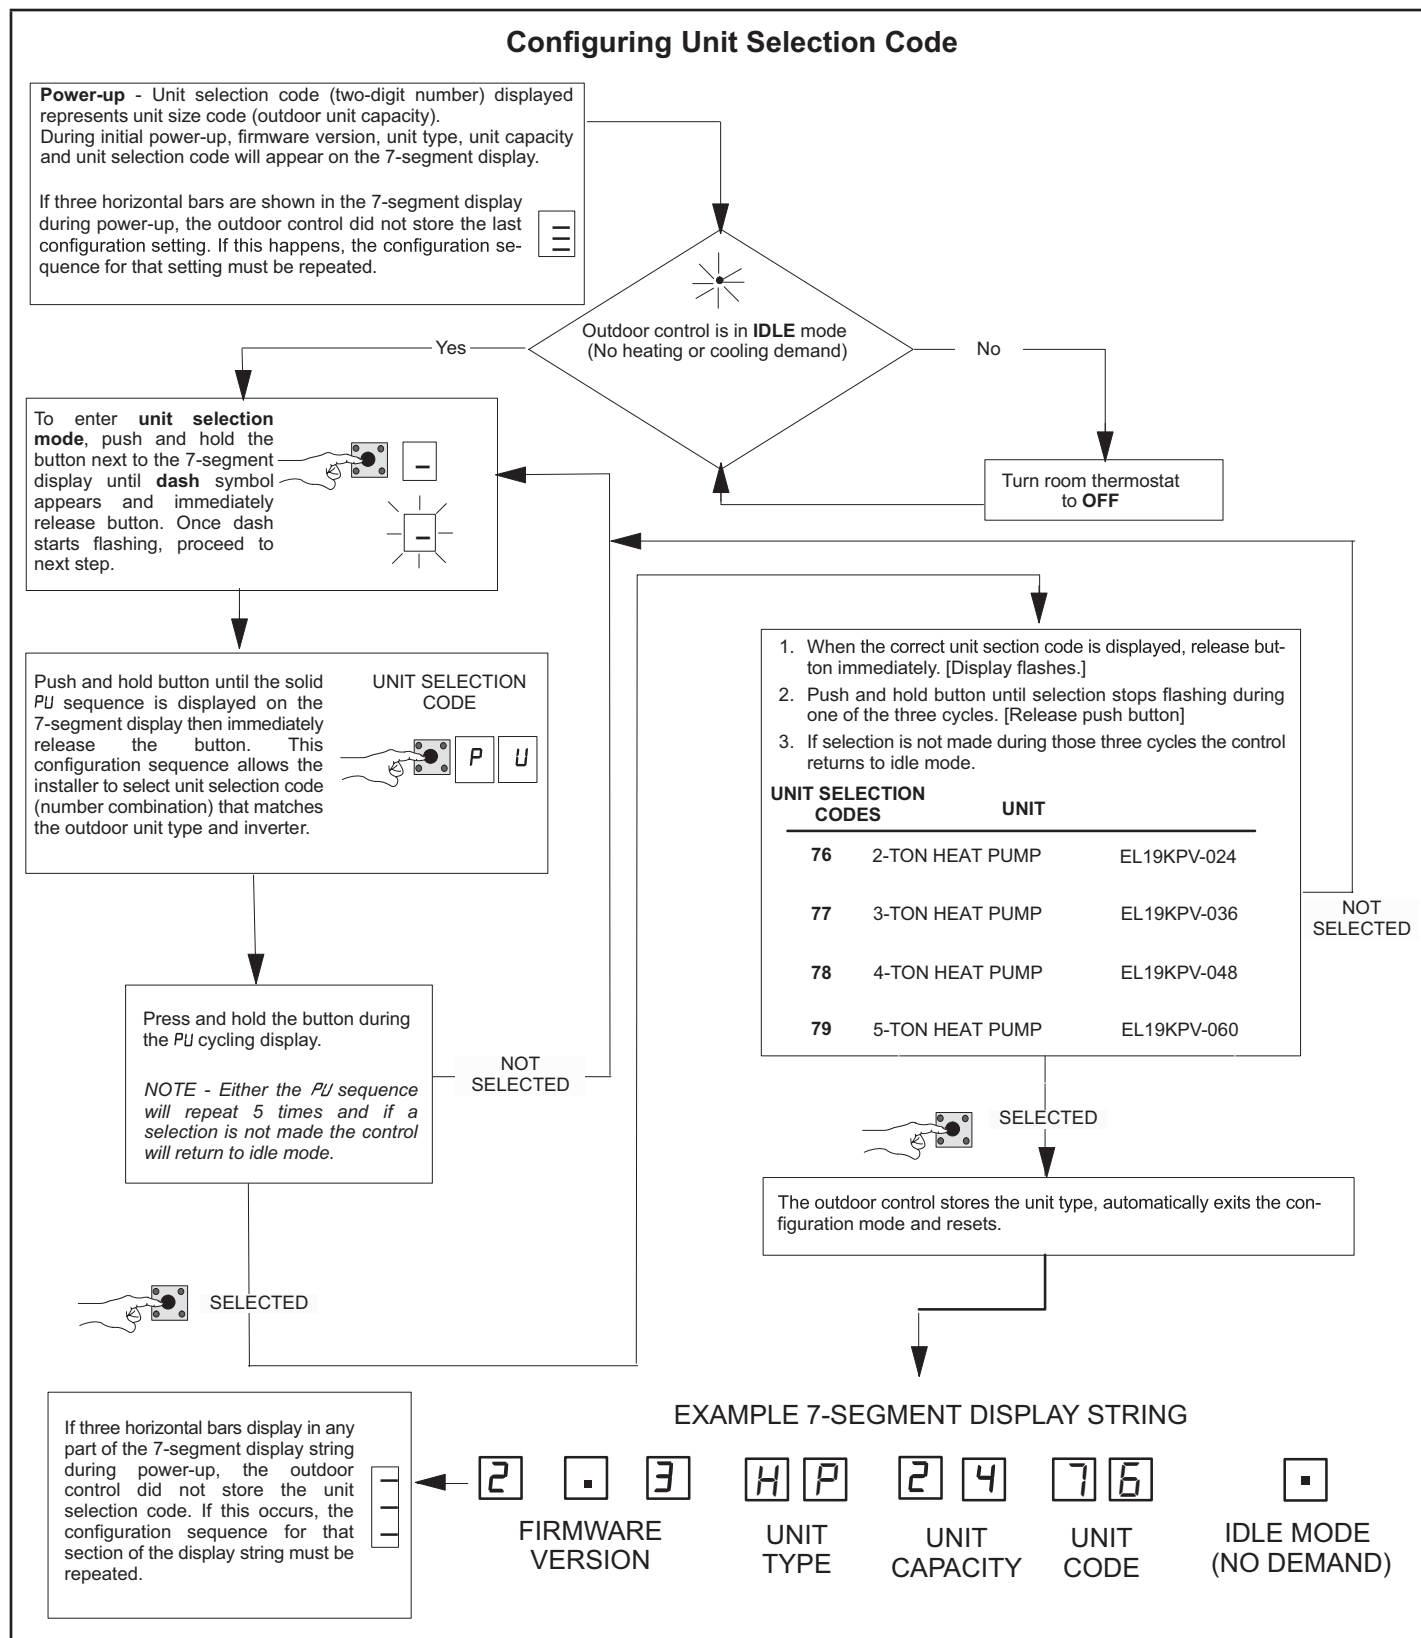 Configuring Unit Selection Code
Power-up - Unit selection code (two-digit number) displayed
represents unit size code (outdoor unit capacity).
During initial power-up, firmware version, unit type, unit capacity
and unit selection code will appear on the 7-segment display.
If three horizontal bars are shown in the 7-segment display
during power-up, the outdoor control did not store the last
configuration setting. If this happens, the configuration se-
quence for that setting must be repeated.
Outdoor control is in IDLE mode
(No heating or cooling demand)
Yes
No
Turn room thermostat
to OFF
To enter unit selection
mode, push and hold the
button next to the 7-segment
display until dash symbol
appears and immediately
release button. Once dash
starts flashing, proceed to
next step.
Push and hold button until the solid
PU sequence is displayed on the
7-segment display then immediately
release the button. This
configuration sequence allows the
installer to select unit selection code
(number combination) that matches
the outdoor unit type and inverter.
UNIT SELECTION
CODE
P U
Press and hold the button during
the PU cycling display.
NOTE - Either the PU sequence
will repeat 5 times and if a
selection is not made the control
will return to idle mode.
NOT
SELECTED
SELECTED
1. When the correct unit section code is displayed, release but-
ton immediately. [Display flashes.]
2. Push and hold button until selection stops flashing during
one of the three cycles. [Release push button]
3. If selection is not made during those three cycles the control
returns to idle mode.
UNIT SELECTION
CODES UNIT
76 2-TON HEAT PUMP EL19KPV-024
77 3-TON HEAT PUMP EL19KPV-036
78 4-TON HEAT PUMP EL19KPV-048
79 5-TON HEAT PUMP EL19KPV-060
NOT
SELECTED
SELECTED
The outdoor control stores the unit type, automatically exits the con-
figuration mode and resets.
If three horizontal bars display in any
part of the 7-segment display string
during power-up, the outdoor
control did not store the unit
selection code. If this occurs, the
configuration sequence for that
section of the display string must be
repeated.
EXAMPLE 7-SEGMENT DISPLAY STRING
2 . 3 H P 2 4 7 6 .
FIRMWARE
VERSION
UNIT
TYPE
UNIT
CAPACITY
UNIT
CODE
IDLE MODE
(NO DEMAND)